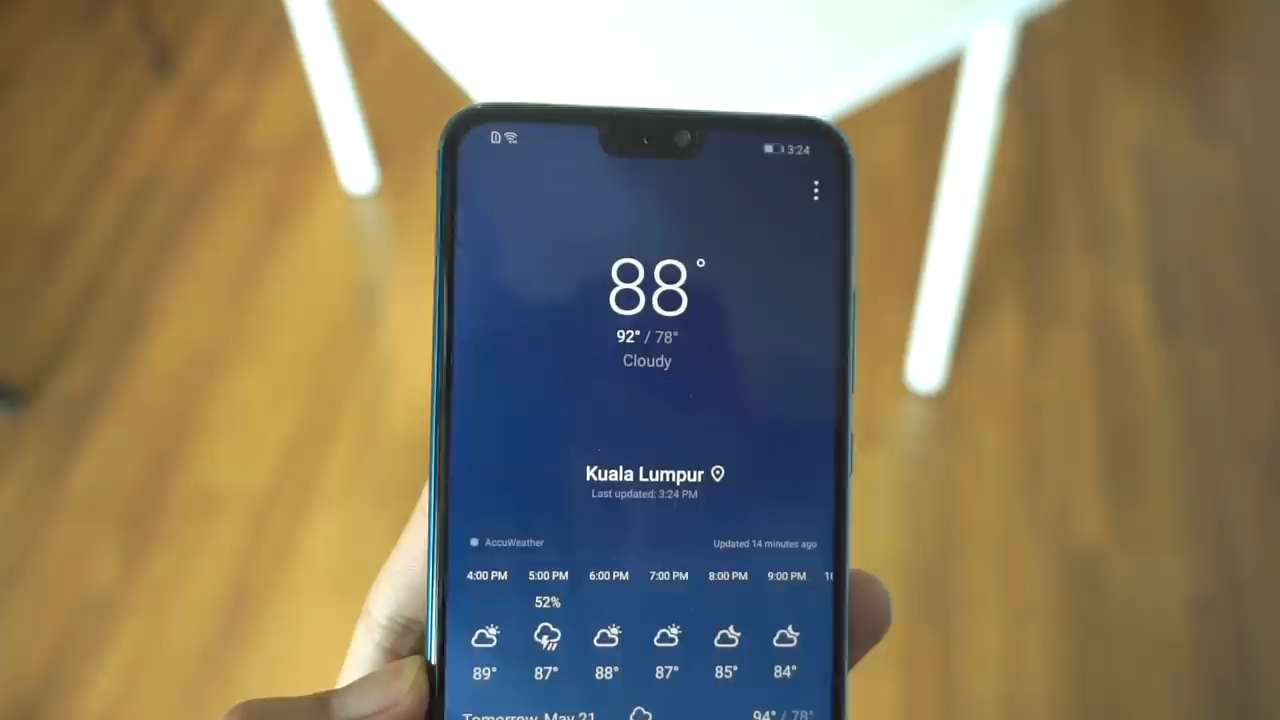 3:24
88°
92° / 78°
Cloudy
Kuala Lumpur
Last updated: 3:24 PM
AccuWeather Updated 14 minutes ago
4:00 PM 5:00 PM 6:00 PM 7:00 PM 8:00 PM 9:00 PM
52%
89° 87° 88° 87° 85° 84°
Tomorrow, May 21 94° / 78°